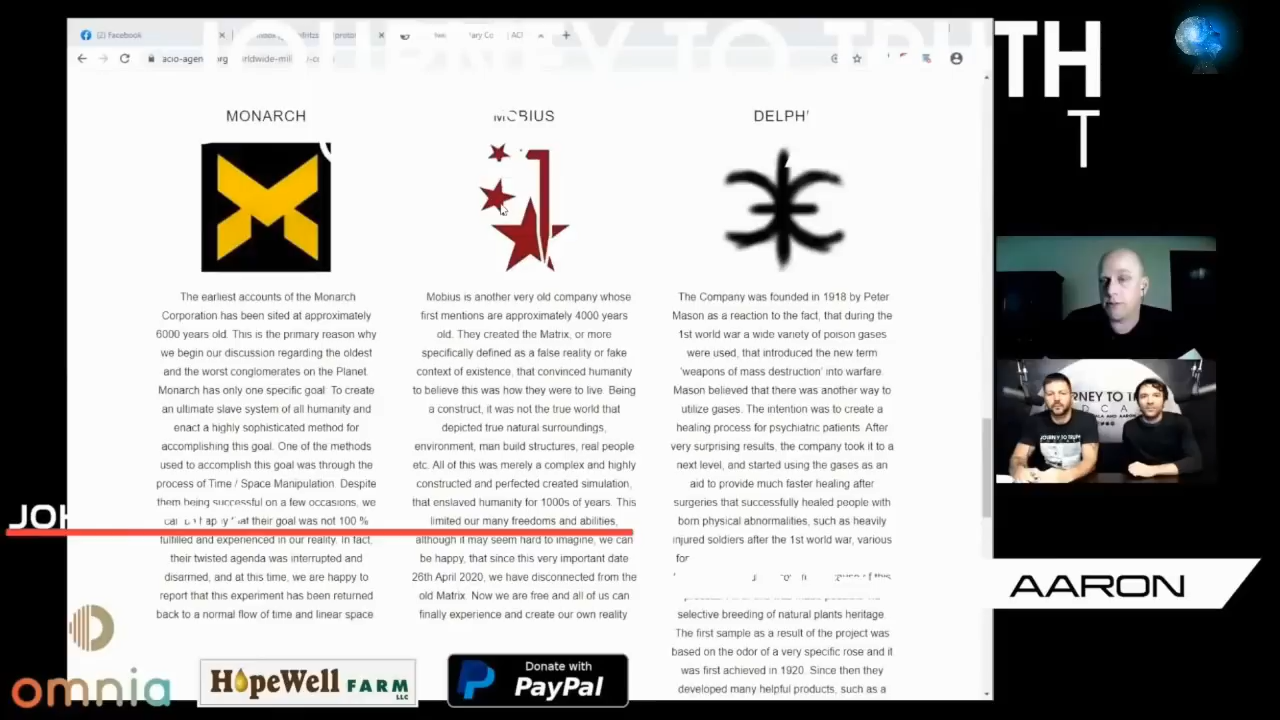 JOURNEY TO TRUTH
T
(2) Facebook
acio-agen
org
MONARCH
The earliest accounts of the Monarch
Corporation has been sited at approximately
6000 years old. This is the primary reason why
we begin our discussion regarding the oldest
and the worst conglomerates on the Planet.
Monarch has only one specific goal. To create
an ultimate slave system of all humanity and
enact a highly sophisticated method for
accomplishing this goal. One of the methods
used to accomplish this goal was through the
process of Time / Space Manipulation. Despite
them being successful on a few occasions, we
that their goal was not 100 %
fulfilled and experienced in our reality. In fact,
their twisted agenda was interrupted and
disarmed, and at this time, we are happy to
report that this experiment has been returned
back to a normal flow of time and linear space
MOBIUS
Mobius is another very old company whose
first mentions are approximately 4000 years
old. They created the Matrix, or more
specifically defined as a false reality or fake
context of existence, that convinced humanity
to believe this was how they were to live. Being
a construct, it was not the true world that
depicted true natural surroundings,
environment, man build structures, real people
etc. All of this was merely a complex and highly
constructed and perfected created simulation,
that enslaved humanity for 1000s of years. This
limited our many freedoms and abilities,
although it may seem hard to imagine, we can
be happy, that since this very important date
26th April 2020, we have disconnected from the
old Matrix. Now we are free and all of us can
finally experience and create our own reality
DELPHI
The Company was founded in 1918 by Peter
Mason as a reaction to the fact, that during the
1st world war a wide variety of poison gases
were used, that introduced the new term
'weapons of mass destruction' into warfare.
Mason believed that there was another way to
utilize gases. The intention was to create a
healing process for psychiatric patients. After
very surprising results, the company took it to a
next level, and started using the gases as an
aid to provide much faster healing after
surgeries that successfully healed people with
born physical abnormalities, such as heavily
injured soldiers after the 1st world war, various
for
of this
selective breeding of natural plants heritage.
The first sample as a result of the project was
based on the odor of a very specific rose and it
was first achieved in 1920. Since then they
developed many helpful products, such as a
JOH
AARON
omnia
HopeWell FARM LLC
Donate with
PayPal
JOURNEY TO TRUTH